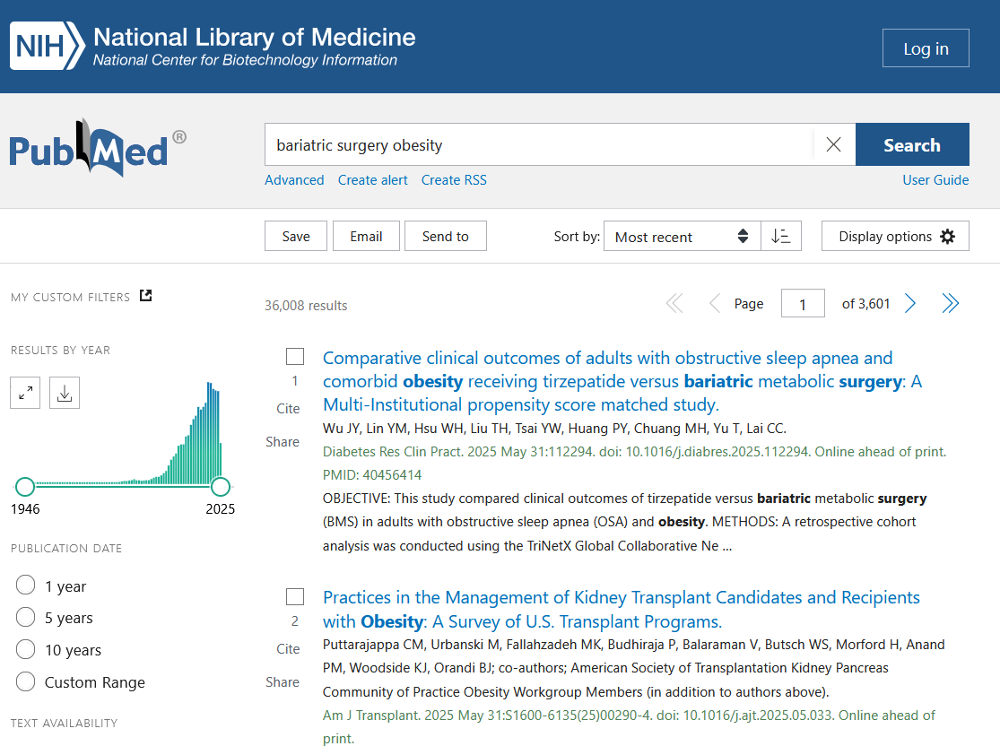 NIH National Library of Medicine
National Center for Biotechnology Information
Log in
PubMed®
bariatric surgery obesity
Search
Advanced Create alert Create RSS
User Guide
Save Email Send to
Sort by: Most recent
Display options
MY CUSTOM FILTERS
36,008 results
Page 1 of 3,601
RESULTS BY YEAR
1946 2025
PUBLICATION DATE
1 year
5 years
10 years
Custom Range
TEXT AVAILABILITY
1
Cite
Share
Comparative clinical outcomes of adults with obstructive sleep apnea and
comorbid obesity receiving tirzepatide versus bariatric metabolic surgery: A
Multi-Institutional propensity score matched study.
Wu JY, Lin YM, Hsu WH, Liu TH, Tsai YW, Huang PY, Chuang MH, Yu T, Lai CC.
Diabetes Res Clin Pract. 2025 May 31:112294. doi: 10.1016/j.diabres.2025.112294. Online ahead of print.
PMID: 40456414
OBJECTIVE: This study compared clinical outcomes of tirzepatide versus bariatric metabolic surgery
(BMS) in adults with obstructive sleep apnea (OSA) and obesity. METHODS: A retrospective cohort
analysis was conducted using the TriNetX Global Collaborative Ne ...
2
Cite
Share
Practices in the Management of Kidney Transplant Candidates and Recipients
with Obesity: A Survey of U.S. Transplant Programs.
Puttarajappa CM, Urbanski M, Fallahzadeh MK, Budhiraja P, Balaraman V, Butsch WS, Morford H, Anand
PM, Woodside KJ, Orandi BJ; co-authors; American Society of Transplantation Kidney Pancreas
Community of Practice Obesity Workgroup Members (in addition to authors above).
Am J Transplant. 2025 May 31:S1600-6135(25)00290-4. doi: 10.1016/j.ajt.2025.05.033. Online ahead of
print.